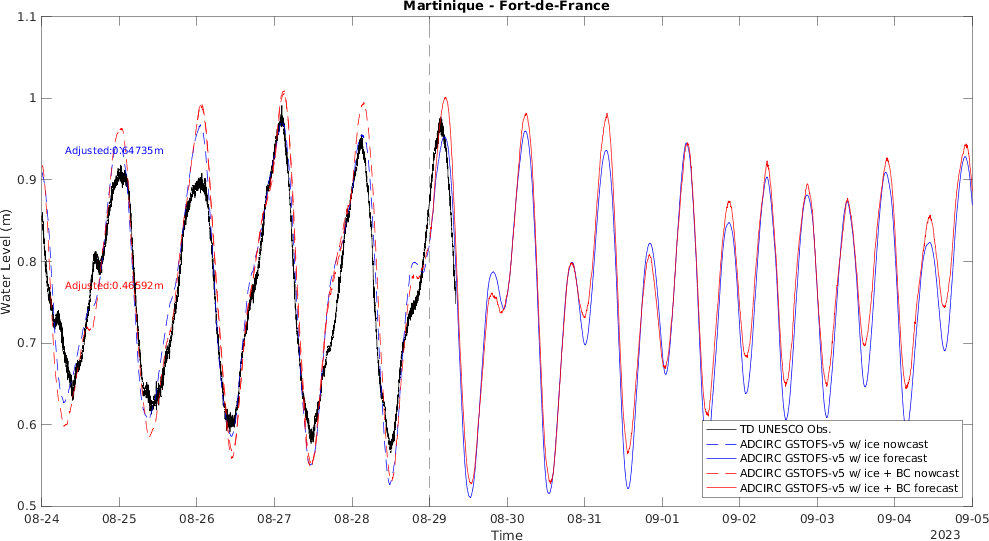 Martinique - Fort-de-France
1.1
1
0.9
0.8
0.7
0.6
0.5
Water Level (m)
Adjusted:0.64735m
Adjusted:0.46592m
TD UNESCO Obs.
ADCIRC GSTOFS-v5 w/ ice nowcast
ADCIRC GSTOFS-v5 w/ ice forecast
ADCIRC GSTOFS-v5 w/ ice + BC nowcast
ADCIRC GSTOFS-v5 w/ ice + BC forecast
08-24 08-25 08-26 08-27 08-28 08-29 08-30 08-31 09-01 09-02 09-03 09-04 09-05
Time
2023